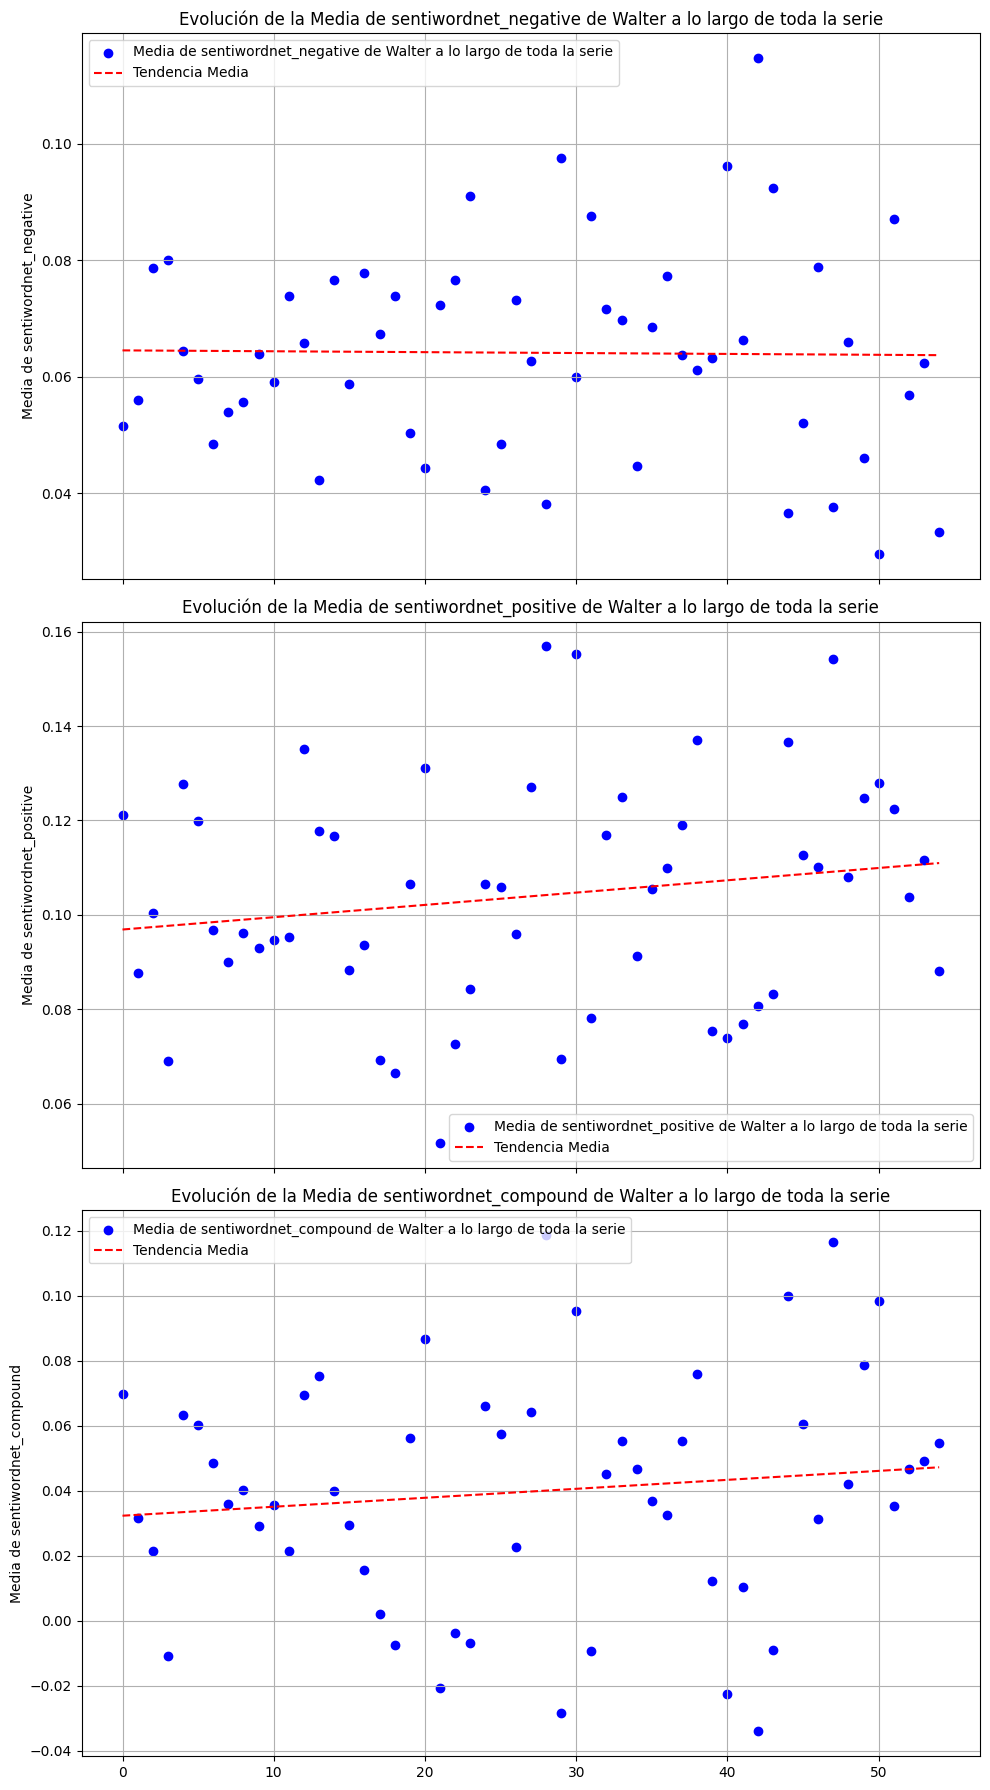 Evolución de la Media de sentiwordnet_negative de Walter a lo largo de toda la serie
Media de sentiwordnet_negative de Walter a lo largo de toda la serie
Tendencia Media
0.10
0.08
0.06
0.04
Media de sentiwordnet_negative
Evolución de la Media de sentiwordnet_positive de Walter a lo largo de toda la serie
0.16
0.14
0.12
0.10
0.08
0.06
Media de sentiwordnet_positive
Media de sentiwordnet_positive de Walter a lo largo de toda la serie
Tendencia Media
Evolución de la Media de sentiwordnet_compound de Walter a lo largo de toda la serie
Media de sentiwordnet_compound de Walter a lo largo de toda la serie
Tendencia Media
0.12
0.10
0.08
0.06
0.04
0.02
0.00
−0.02
−0.04
Media de sentiwordnet_compound
0 10 20 30 40 50